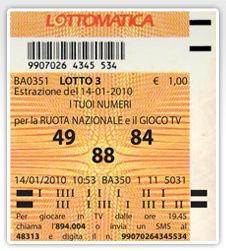 LOTTOMATICA
9907026 4345 534
BA0351 LOTTO 3 € 1,00
Estrazione del 14-01-2010
I TUOI NUMERI
per la RUOTA NAZIONALE e il GIOCO TV
49 84
88
14/01/2010 10:53 BA350 1 11 5031
Per giocare in TV dalle ore 19.45
chiama l'894.004 o invia un SMS al
48313 e digita il n. 99070264345534